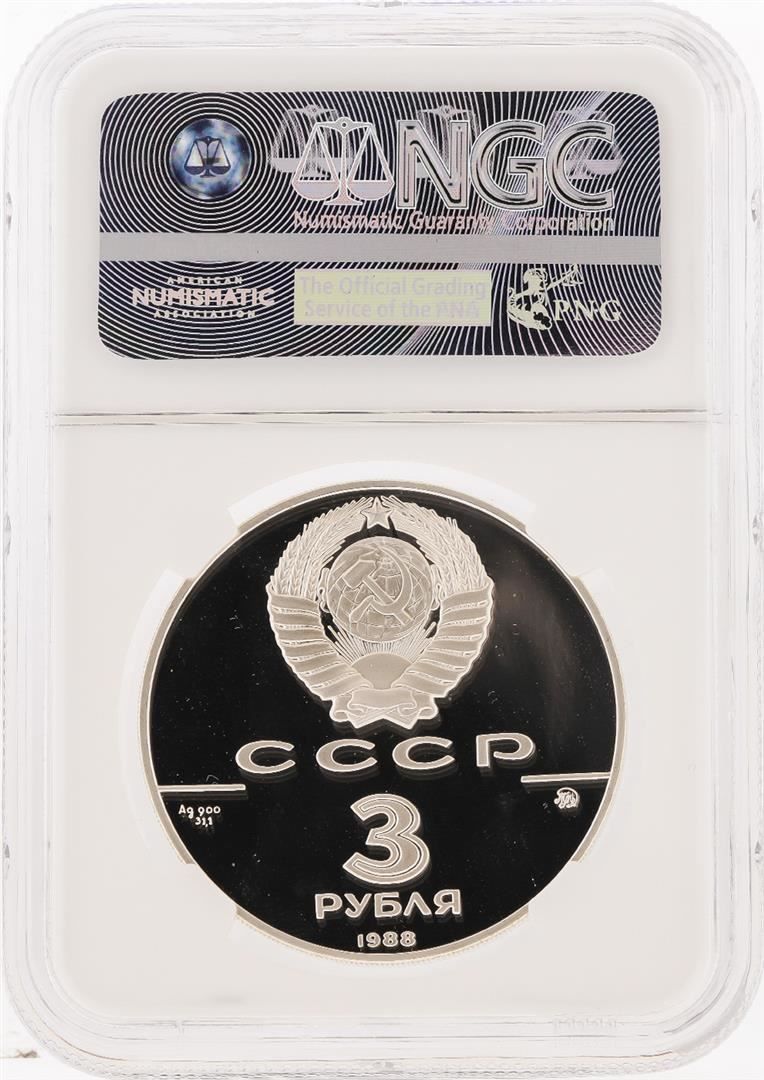 NGC
Numismatic Guaranty Corporation
AMERICAN
NUMISMATIC
ASSOCIATION
The Official Grading
Service of the PNG
PNG
СССР
Ag 900
31,1
3
РУБЛЯ
1988